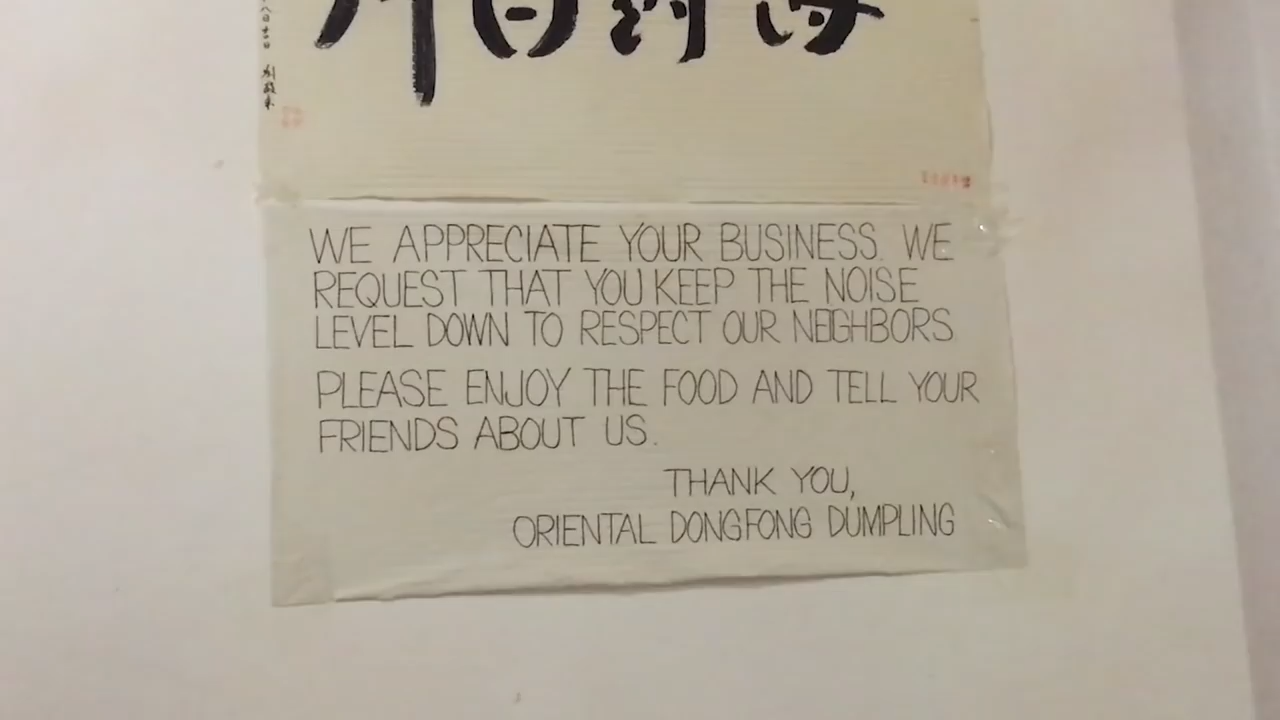 WE APPRECIATE YOUR BUSINESS. WE
REQUEST THAT YOU KEEP THE NOISE
LEVEL DOWN TO RESPECT OUR NEIGHBORS
PLEASE ENJOY THE FOOD AND TELL YOUR
FRIENDS ABOUT US.
THANK YOU,
ORIENTAL DONGFONG DUMPLING